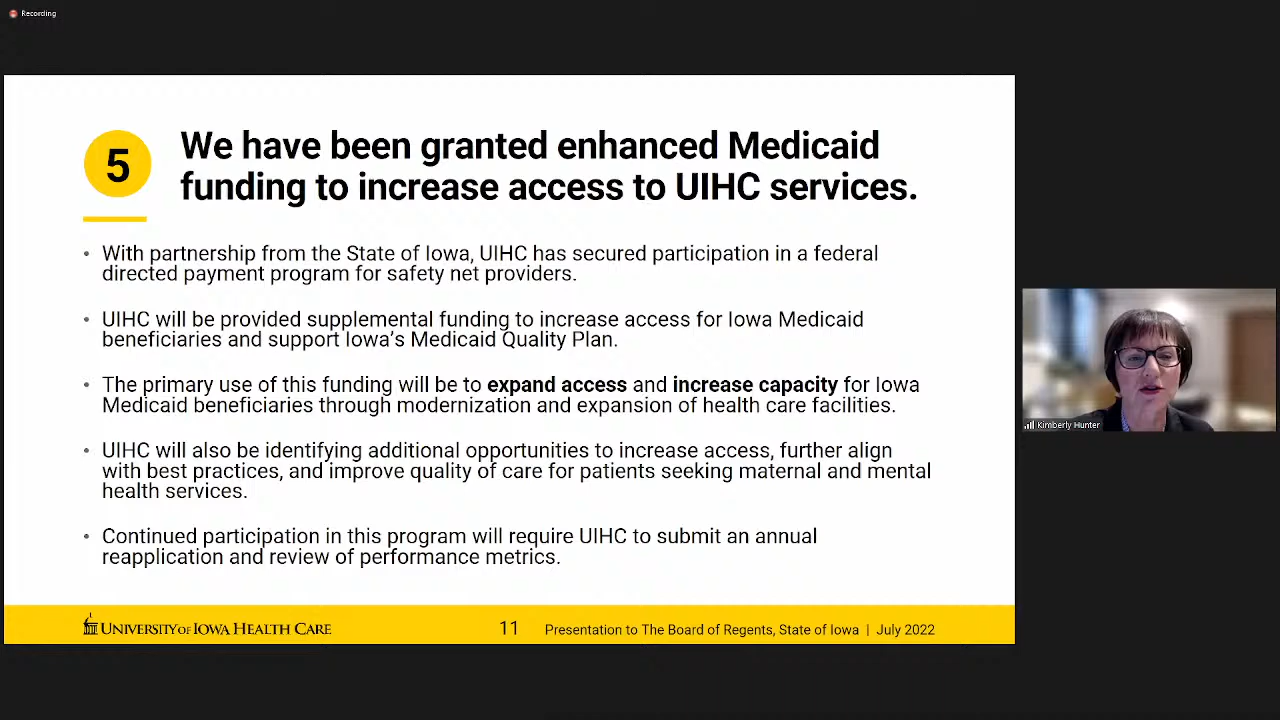 Recording
5
We have been granted enhanced Medicaid
funding to increase access to UIHC services.
• With partnership from the State of Iowa, UIHC has secured participation in a federal
directed payment program for safety net providers.
• UIHC will be provided supplemental funding to increase access for Iowa Medicaid
beneficiaries and support Iowa's Medicaid Quality Plan.
• The primary use of this funding will be to expand access and increase capacity for Iowa
Medicaid beneficiaries through modernization and expansion of health care facilities.
• UIHC will also be identifying additional opportunities to increase access, further align
with best practices, and improve quality of care for patients seeking maternal and mental
health services.
• Continued participation in this program will require UIHC to submit an annual
reapplication and review of performance metrics.
UNIVERSITY OF IOWA HEALTH CARE
11
Presentation to The Board of Regents, State of Iowa | July 2022
Kimberly Hunter